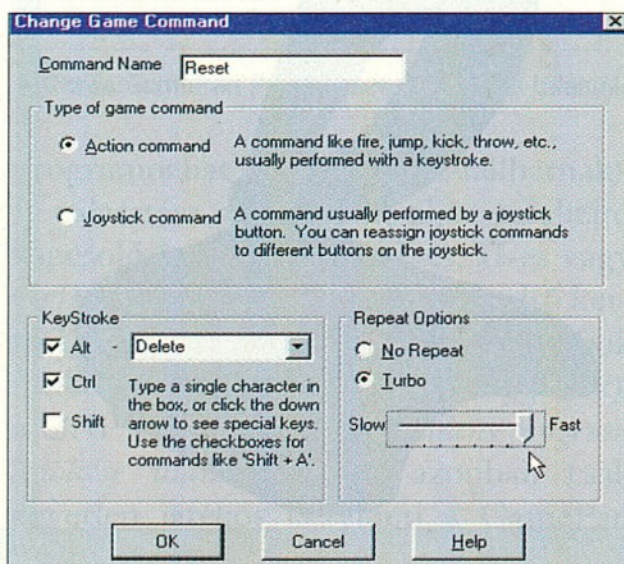 Change Game Command
Command Name
Reset
Type of game command
Action command
A command like fire, jump, kick, throw, etc.,
usually performed with a keystroke.
Joystick command
A command usually performed by a joystick
button. You can reassign joystick commands
to different buttons on the joystick.
KeyStroke
Alt - Delete
Ctrl
Shift
Type a single character in
the box, or click the down
arrow to see special keys.
Use the checkboxes for
commands like 'Shift + A'.
Repeat Options
No Repeat
Turbo
Slow Fast
OK Cancel Help